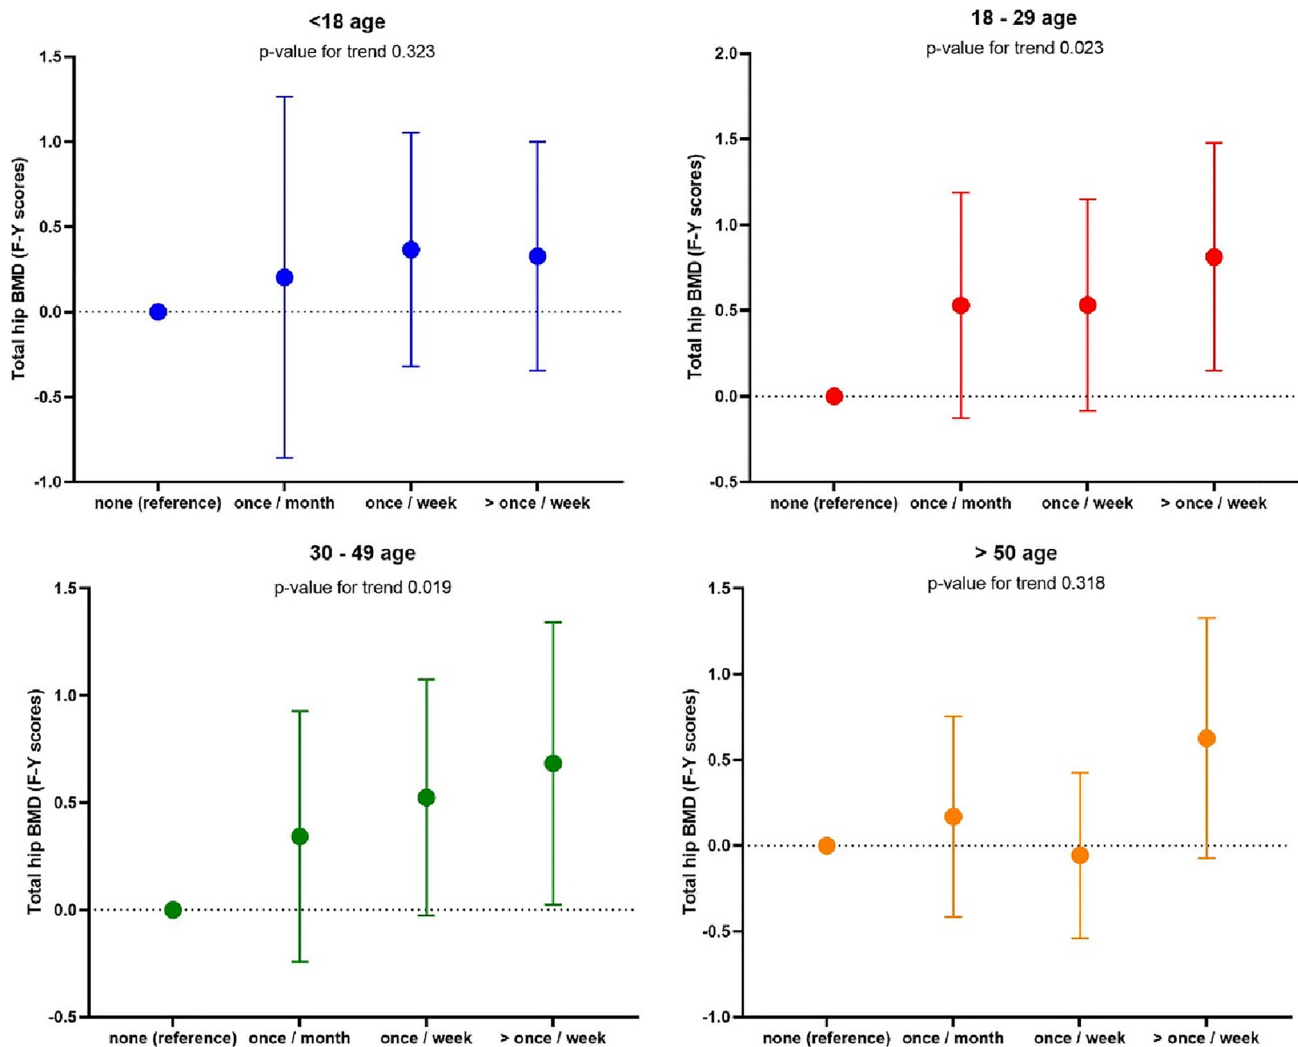 <18 age
p-value for trend 0.323
Total hip BMD (F-Y scores)
1.5
1.0
0.5
0.0
-0.5
-1.0
none (reference) once / month once / week > once / week
18 - 29 age
p-value for trend 0.023
Total hip BMD (F-Y scores)
2.0
1.5
1.0
0.5
0.0
-0.5
none (reference) once / month once / week > once / week
30 - 49 age
p-value for trend 0.019
Total hip BMD (F-Y scores)
1.5
1.0
0.5
0.0
-0.5
none (reference) once / month once / week > once / week
> 50 age
p-value for trend 0.318
Total hip BMD (F-Y scores)
1.5
1.0
0.5
0.0
-0.5
-1.0
none (reference) once / month once / week > once / week